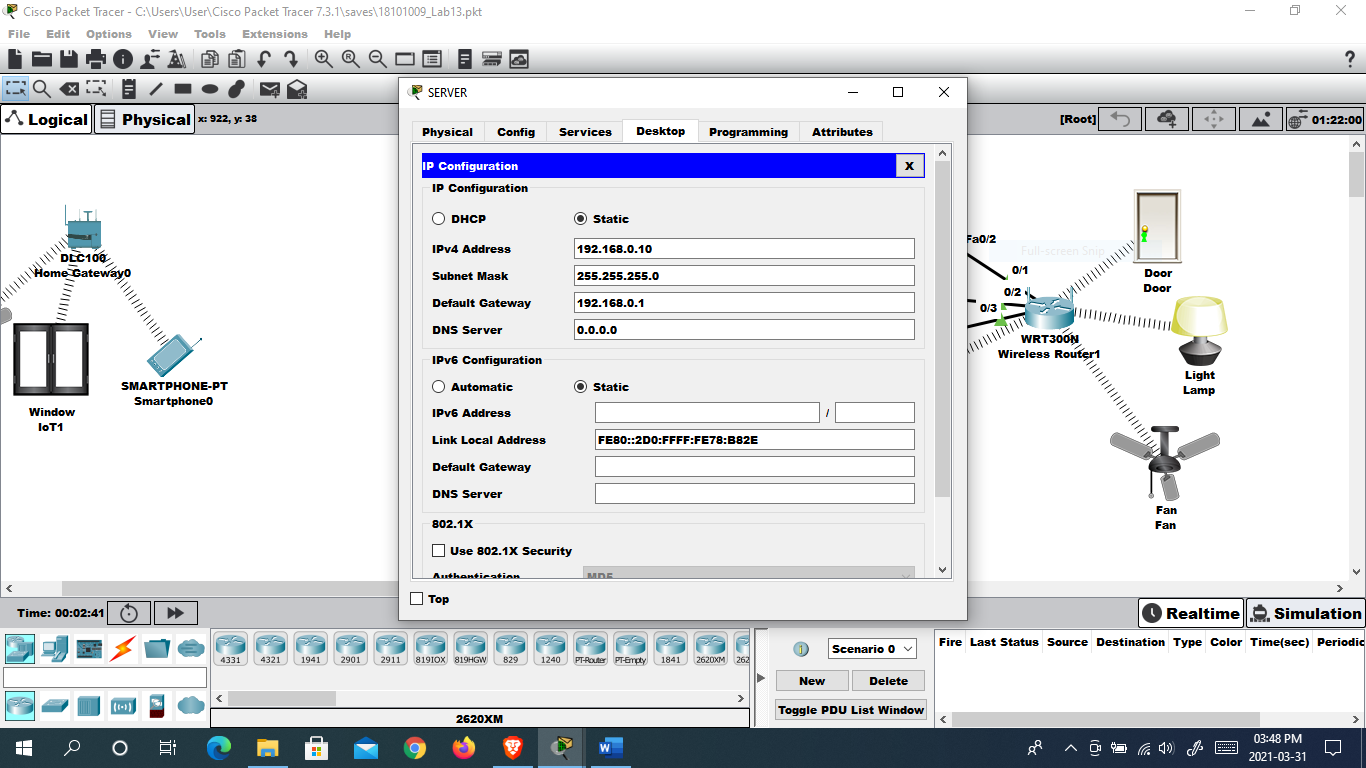 Cisco Packet Tracer - C:\Users\User\Cisco Packet Tracer 7.3.1\saves\18101009_Lab13.pkt
File Edit Options View Tools Extensions Help
Logical Physical x: 922, y: 38
[Root] 01:22:00
SERVER
Physical Config Services Desktop Programming Attributes
IP Configuration
X
IP Configuration
DHCP Static
IPv4 Address 192.168.0.10
Subnet Mask 255.255.255.0
Default Gateway 192.168.0.1
DNS Server 0.0.0.0
IPv6 Configuration
Automatic Static
IPv6 Address /
Link Local Address FE80::2D0:FFFF:FE78:B82E
Default Gateway
DNS Server
802.1X
Use 802.1X Security
Authentication MD5
Top
DLC100
Home Gateway0
Window
IoT1
SMARTPHONE-PT
Smartphone0
Fa0/2
0/1
0/2
0/3
Full-screen Snip
WRT300N
Wireless Router1
Door
Door
Light
Lamp
Fan
Fan
Time: 00:02:41
Realtime Simulation
4331 4321 1941 2901 2911 819IOX 819HGW 829 1240 PT-Router PT-Empty 1841 2620XM 262
2620XM
Scenario 0
New Delete
Toggle PDU List Window
Fire Last Status Source Destination Type Color Time(sec) Periodic
03:48 PM
2021-03-31